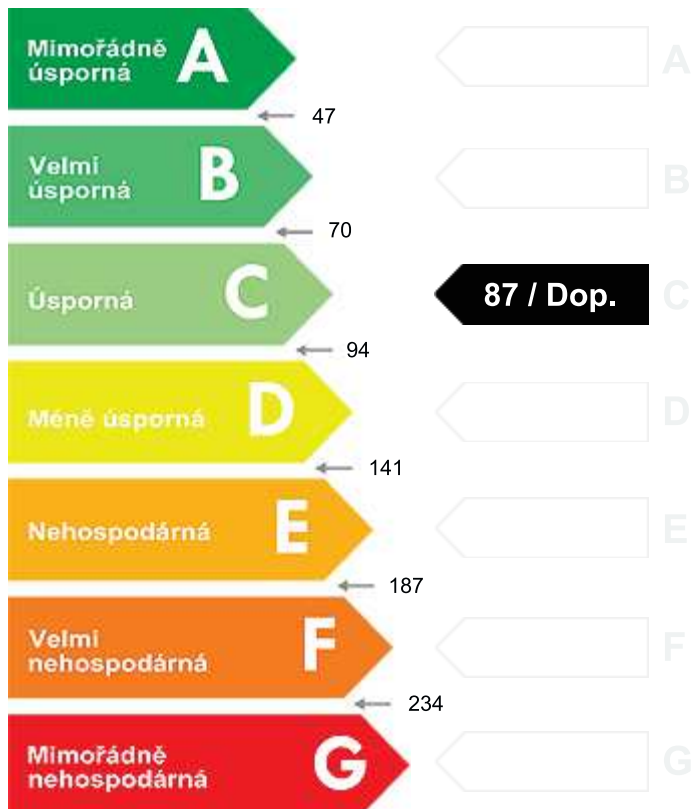 Mimořádně
úsporná
A
A
47
Velmi
úsporná
B
B
70
Úsporná
C
87 / Dop.
C
94
Méně úsporná
D
D
141
Nehospodárná
E
E
187
Velmi
nehospodárná
F
F
234
Mimořádně
nehospodárná
G
G